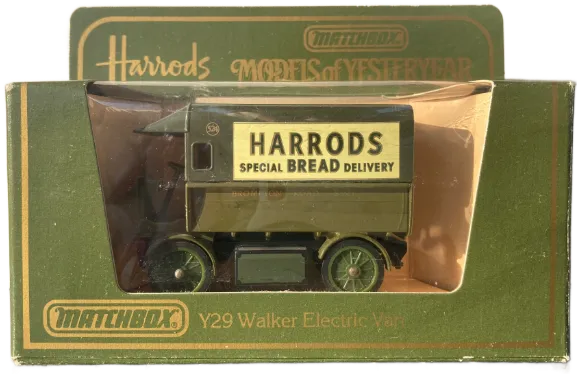 MATCHBOX®
Harrods MODELS of YESTERYEAR
HARRODS
SPECIAL BREAD DELIVERY
MATCHBOX®
Y29 Walker Electric Van